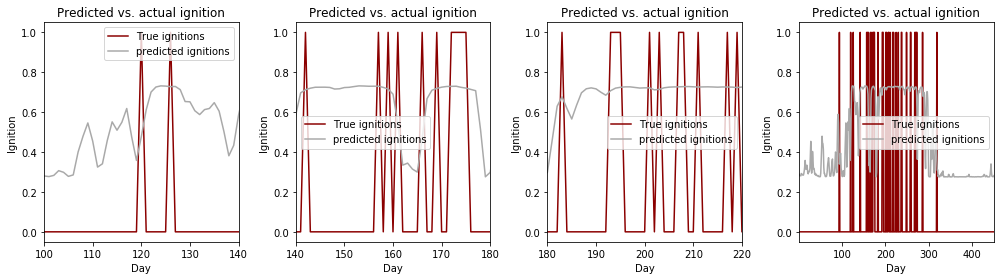 Predicted vs. actual ignition
1.0
0.8
0.6
0.4
0.2
0.0
Ignition
True ignitions
predicted ignitions
100
110
120
130
140
Day
Predicted vs. actual ignition
1.0
0.8
0.6
0.4
0.2
0.0
Ignition
True ignitions
predicted ignitions
140
150
160
170
180
Day
Predicted vs. actual ignition
1.0
0.8
0.6
0.4
0.2
0.0
Ignition
True ignitions
predicted ignitions
180
190
200
210
220
Day
Predicted vs. actual ignition
1.0
0.8
0.6
0.4
0.2
0.0
Ignition
True ignitions
predicted ignitions
100
200
300
400
Day